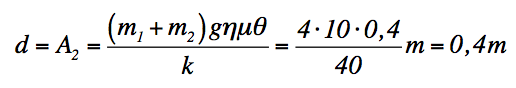 d = A₂ = (m₁ + m₂) gημθ / k = 4·10·0,4 / 40 m = 0,4m